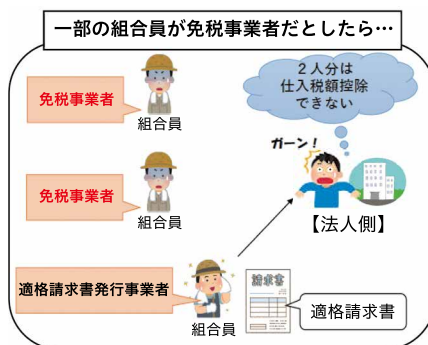 一部の組合員が免税事業者だとしたら…
免税事業者
組合員
２人分は
仕入税額控除
できない
ガーン！
免税事業者
組合員
【法人側】
適格請求書発行事業者
組合員
請求書
適格請求書